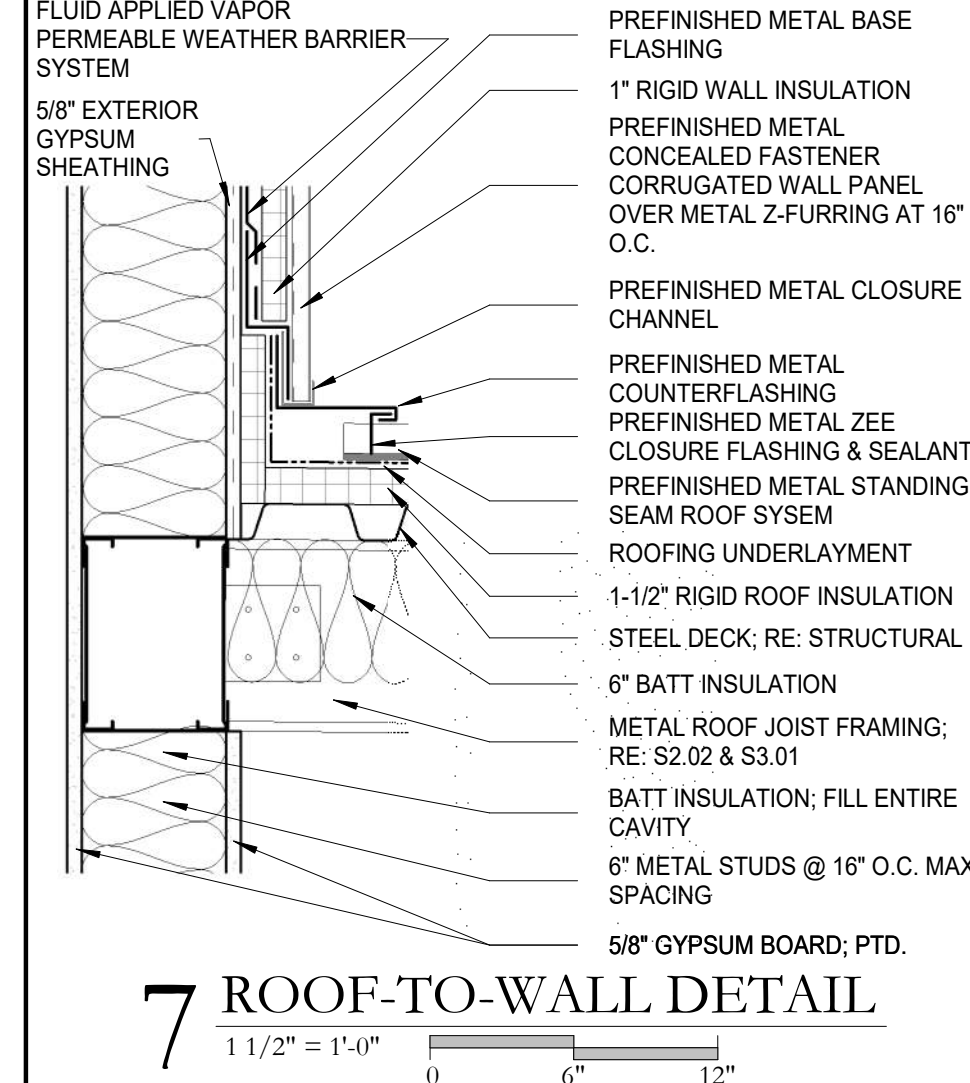 FLUID APPLIED VAPOR
PERMEABLE WEATHER BARRIER
SYSTEM
5/8" EXTERIOR
GYPSUM
SHEATHING
PREFINISHED METAL BASE
FLASHING
1" RIGID WALL INSULATION
PREFINISHED METAL
CONCEALED FASTENER
CORRUGATED WALL PANEL
OVER METAL Z-FURRING AT 16"
O.C.
PREFINISHED METAL CLOSURE
CHANNEL
PREFINISHED METAL
COUNTERFLASHING
PREFINISHED METAL ZEE
CLOSURE FLASHING & SEALANT
PREFINISHED METAL STANDING
SEAM ROOF SYSEM
ROOFING UNDERLAYMENT
1-1/2" RIGID ROOF INSULATION
STEEL DECK; RE: STRUCTURAL
6" BATT INSULATION
METAL ROOF JOIST FRAMING;
RE: S2.02 & S3.01
BATT INSULATION; FILL ENTIRE
CAVITY
6" METAL STUDS @ 16" O.C. MAX
SPACING
5/8" GYPSUM BOARD; PTD.
7 ROOF-TO-WALL DETAIL
1 1/2" = 1'-0"
0 6" 12"